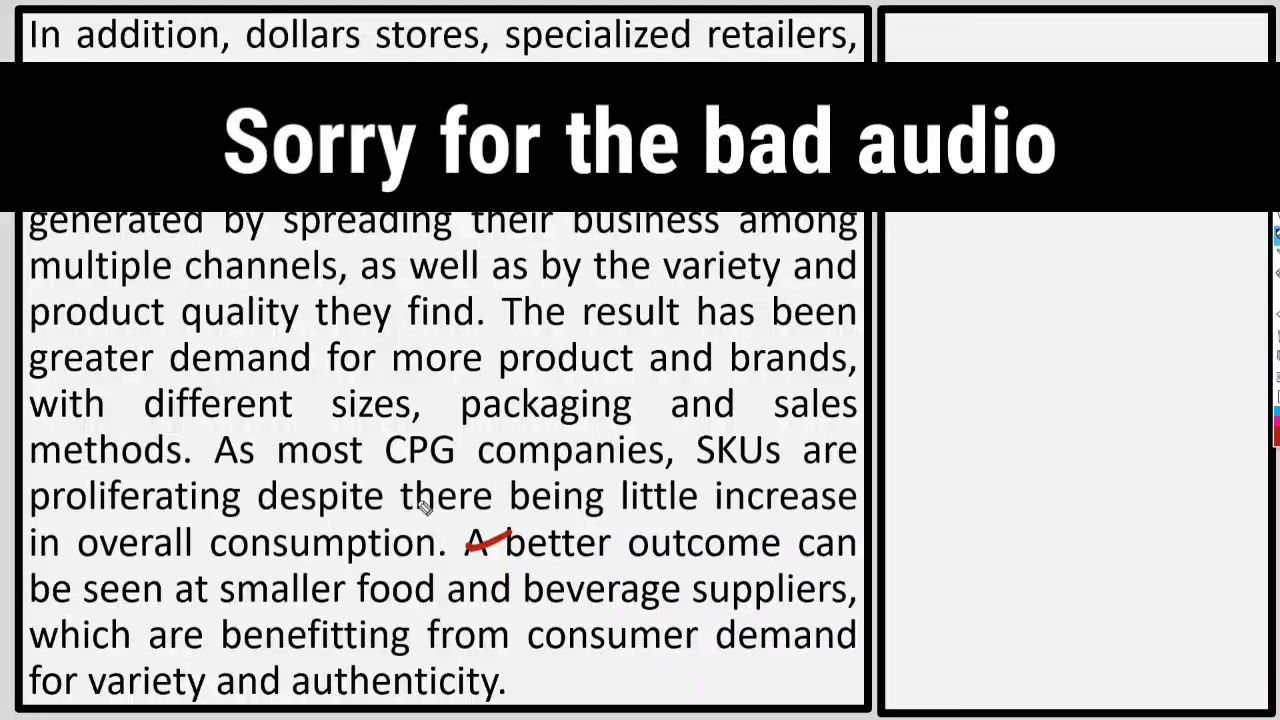 In addition, dollars stores, specialized retailers,
Sorry for the bad audio
generated by spreading their business among
multiple channels, as well as by the variety and
product quality they find. The result has been
greater demand for more product and brands,
with different sizes, packaging and sales
methods. As most CPG companies, SKUs are
proliferating despite there being little increase
in overall consumption. A better outcome can
be seen at smaller food and beverage suppliers,
which are benefitting from consumer demand
for variety and authenticity.